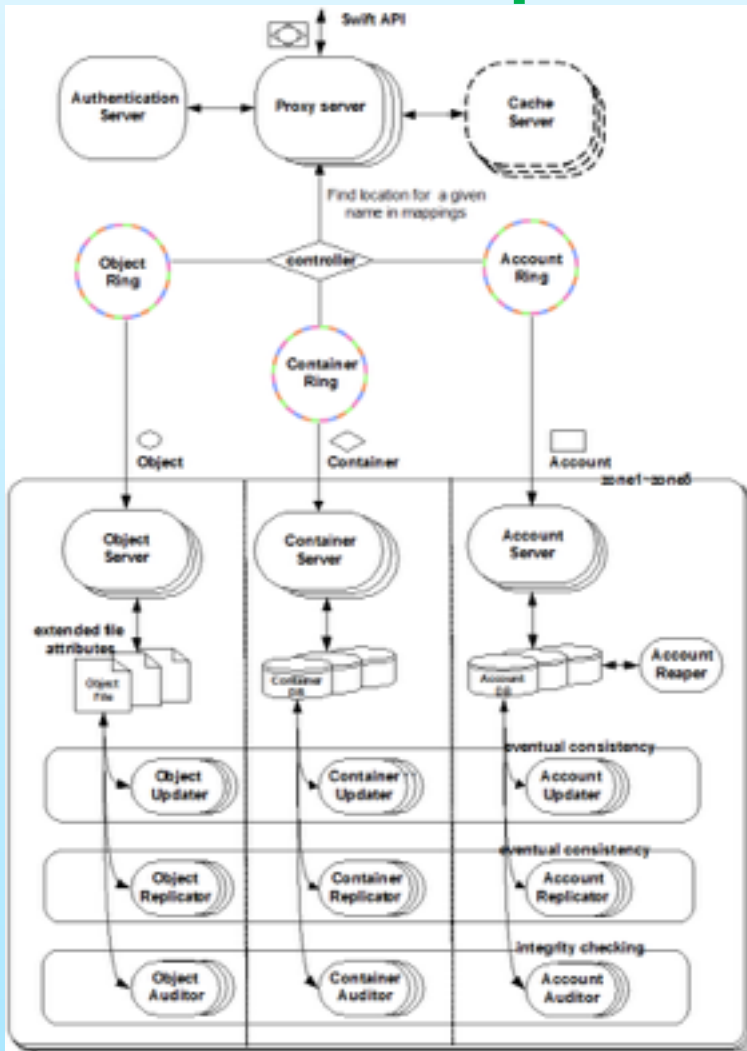 Swift API
Authentication
Server
Proxy server
Cache
Server
Find location for a given
name in mappings
Object
Ring
controller
Account
Ring
Container
Ring
Object
Container
Account
zone1~zone5
Object
Server
Container
Server
Account
Server
extended file
attributes
Object
File
Container
DB
Account
DB
Account
Reaper
eventual consistency
Object
Updater
Container
Updater
Account
Updater
eventual consistency
Object
Replicator
Container
Replicator
Account
Replicator
integrity checking
Object
Auditor
Container
Auditor
Account
Auditor